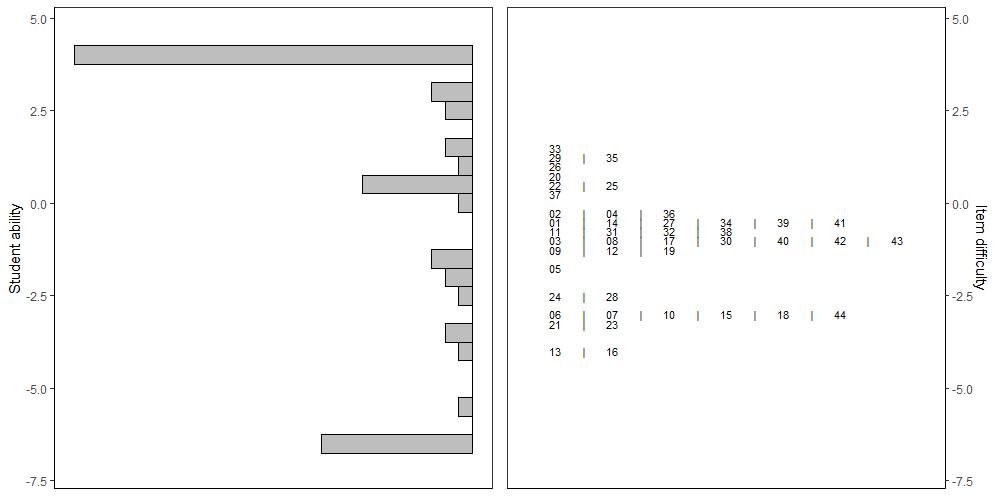 Student ability
5.0
2.5
0.0
-2.5
-5.0
-7.5
33
29 | 35
26
20
22 | 25
37
02 | 04 | 36
01 | 14 | 27 | 34 | 39 | 41
11 | 31 | 32 | 38
03 | 08 | 17 | 30 | 40 | 42 | 43
09 | 12 | 19
05
24 | 28
06 | 07 | 10 | 15 | 18 | 44
21 | 23
13 | 16
5.0
2.5
0.0
-2.5
-5.0
-7.5
Item difficulty